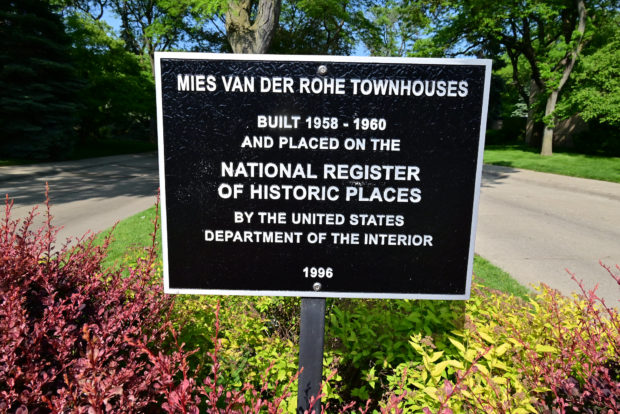 MIES VAN DER ROHE TOWNHOUSES
BUILT 1958 - 1960
AND PLACED ON THE
NATIONAL REGISTER
OF HISTORIC PLACES
BY THE UNITED STATES
DEPARTMENT OF THE INTERIOR
1996